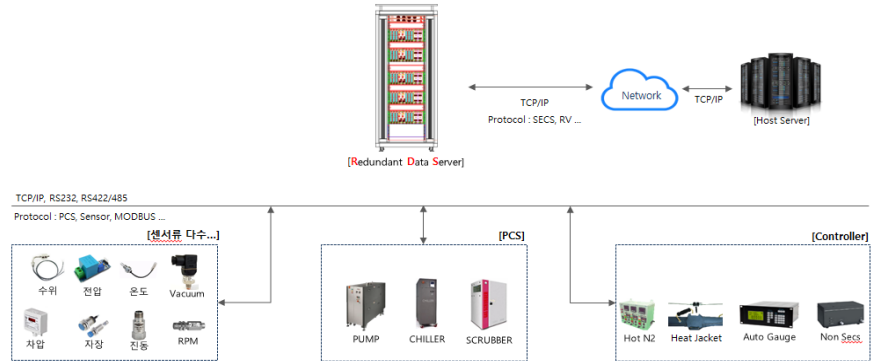 Network
TCP/IP
Protocol : SECS, RV ...
TCP/IP
[Host Server]
[Redundant Data Server]
TCP/IP, RS232, RS422/485
Protocol : PCS, Sensor, MODBUS ...
[센서류 다수...]
수위
전압
온도
Vacuum
차압
자장
진동
RPM
[PCS]
PUMP
CHILLER
SCRUBBER
[Controller]
Hot N2
Heat Jacket
Auto Gauge
Non Secs